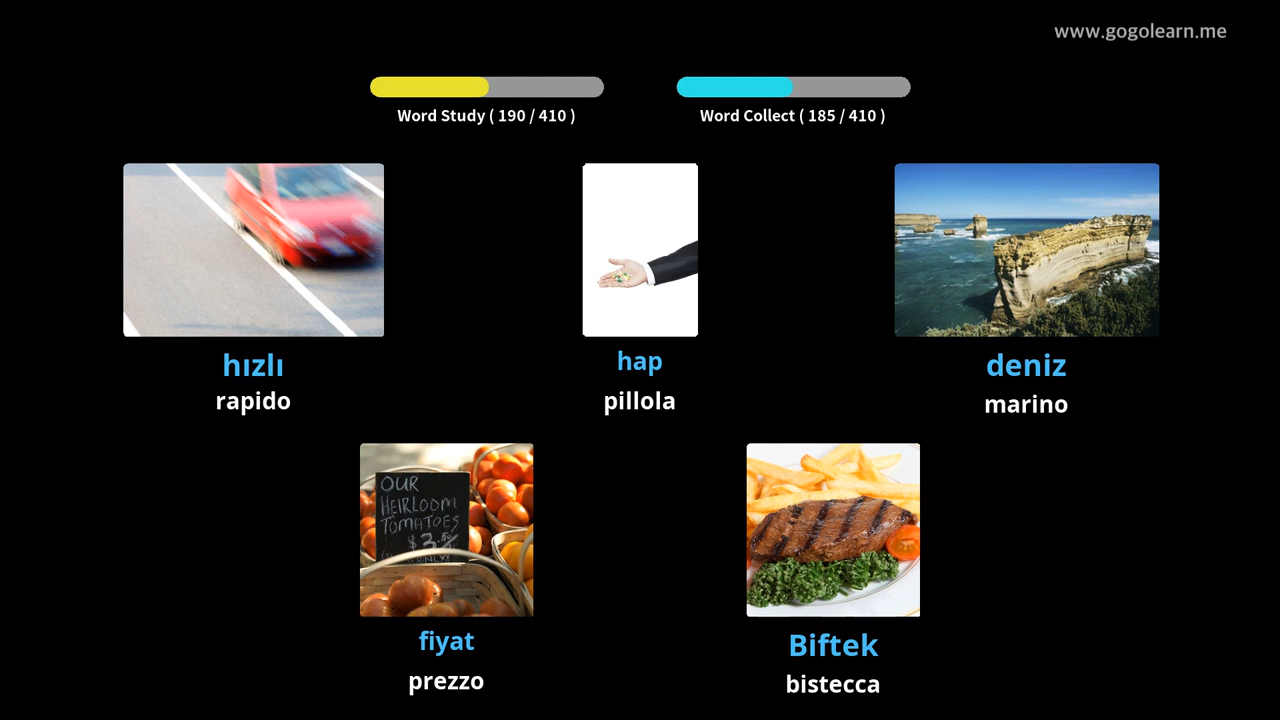 www.gogolearn.me
Word Study ( 190 / 410 )
Word Collect ( 185 / 410 )
hızlı
rapido
hap
pillola
deniz
marino
OUR
HEIRLOOM
TOMATOES
$3.
fiyat
prezzo
Biftek
bistecca